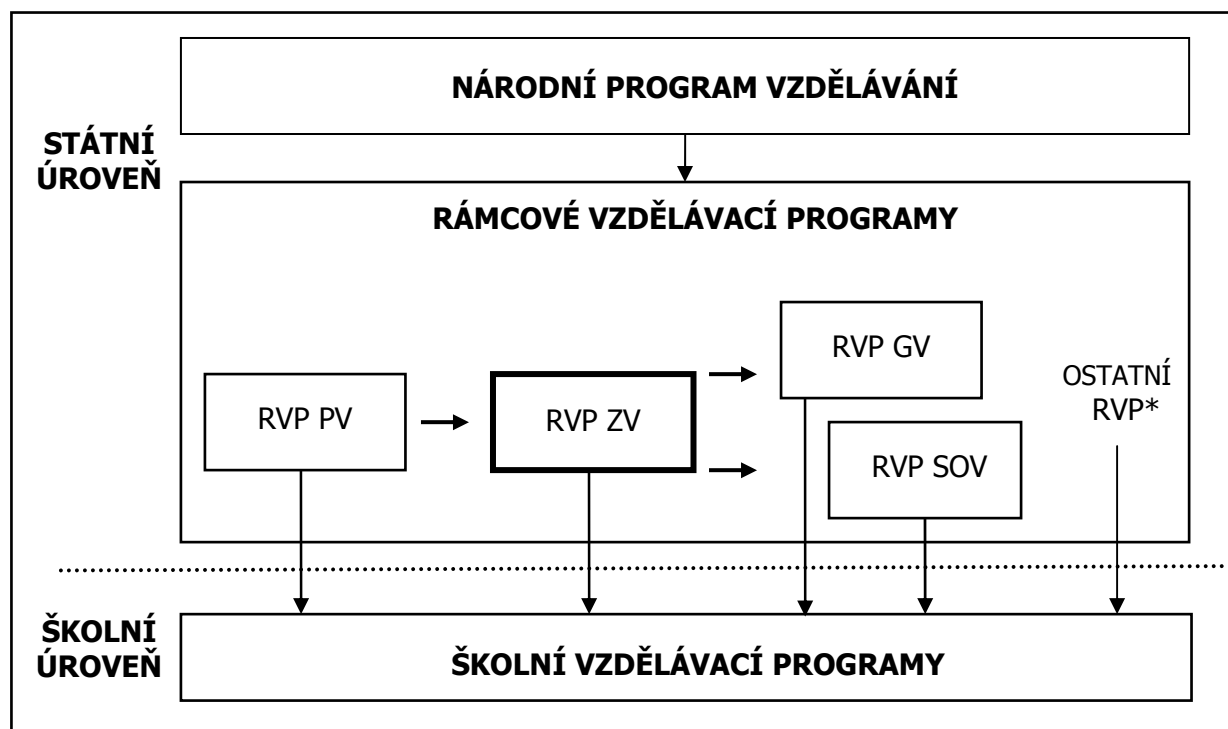 NÁRODNÍ PROGRAM VZDĚLÁVÁNÍ
STÁTNÍ
ÚROVEŇ
RÁMCOVÉ VZDĚLÁVACÍ PROGRAMY
RVP GV
RVP PV
RVP ZV
OSTATNÍ
RVP*
RVP SOV
ŠKOLNÍ
ÚROVEŇ
ŠKOLNÍ VZDĚLÁVACÍ PROGRAMY